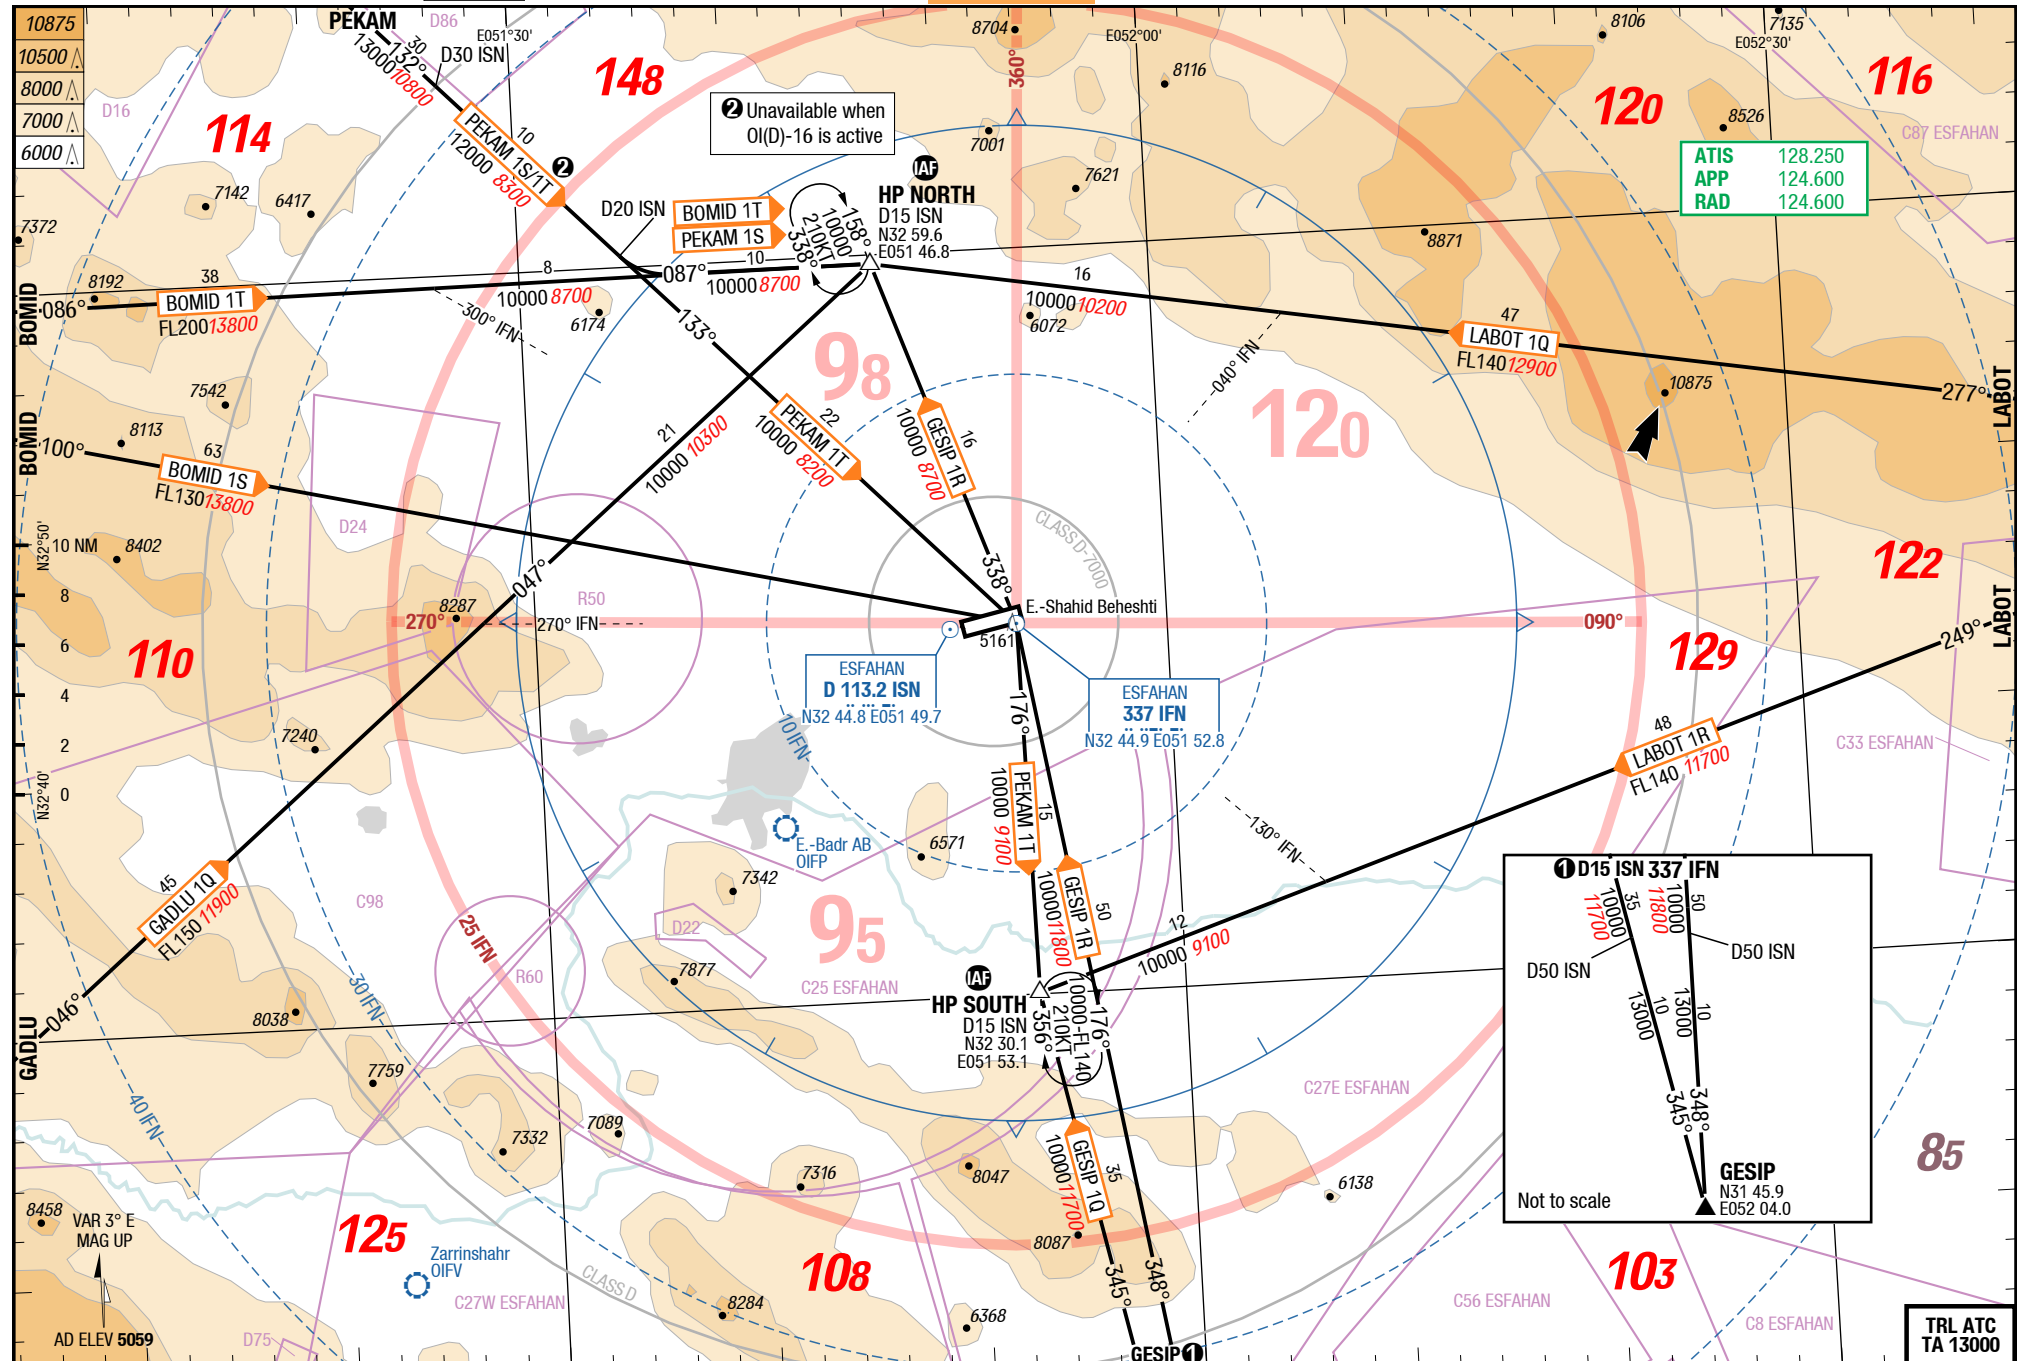 10875
10500
8000
7000
6000
PEKAM
D86
30
132°
13000 10800
D30 ISN
E051°30'
148
8704
360°
E052°00'
8116
8106
7135
E052°30'
116
120
8526
C87 ESFAHAN
D16
114
7142
6417
7372
10
PEKAM 1S/1T
12000 8300
2
2 Unavailable when
OI(D)-16 is active
7001
7621
ATIS 128.250
APP 124.600
RAD 124.600
8871
IAF
HP NORTH
D15 ISN
N32 59.6
E051 46.8
D20 ISN
BOMID 1T
PEKAM 1S
158°
10000
210KT
338°
BOMID
086°
8192
38
BOMID 1T
FL200 13800
8
10000 8700
087°
10
10000 8700
300° IFN
6174
133°
98
16
10000 10200
6072
040° IFN
47
LABOT 1Q
FL140 12900
10875
277°
LABOT
120
7542
BOMID
100°
8113
63
BOMID 1S
FL130 13800
21
10000 10300
22
PEKAM 1T
10000 8200
16
GESIP 1R
10000 8700
338°
CLASS D-7000
D24
N32°50'
10 NM
8
6
4
2
0
N32°40'
8402
047°
R50
8287
270°
270° IFN
110
E.-Shahid Beheshti
5161
090°
122
LABOT
249°
129
ESFAHAN
D 113.2 ISN
N32 44.8 E051 49.7
ESFAHAN
337 IFN
N32 44.9 E051 52.8
10 IFN
176°
7240
48
LABOT 1R
FL140 11700
C33 ESFAHAN
E.-Badr AB
OIFP
6571
15
PEKAM 1T
10000 9100
130° IFN
7342
45
GADLU 1Q
FL150 11900
C98
25 IFN
D22
95
50
GESIP 1R
10000 11800
12
10000 9100
R60
7877
C25 ESFAHAN
IAF
HP SOUTH
D15 ISN
N32 30.1
E051 53.1
10000-FL140
210KT
356°
176°
046°
GADLU
30 IFN
8038
7759
40 IFN
7332
7089
7316
8047
35
GESIP 1Q
10000 11700
8087
C27E ESFAHAN
6138
1 D15 ISN
337 IFN
35
10000
11700
50
10000
11800
D50 ISN
D50 ISN
10
13000
10
13000
345°
348°
GESIP
N31 45.9
E052 04.0
Not to scale
85
8458
VAR 3° E
MAG UP
125
Zarrinshahr
OIFV
CLASS D
C27W ESFAHAN
108
103
345°
348°
8284
6368
C56 ESFAHAN
C8 ESFAHAN
AD ELEV 5059
D75
GESIP 1
TRL ATC
TA 13000